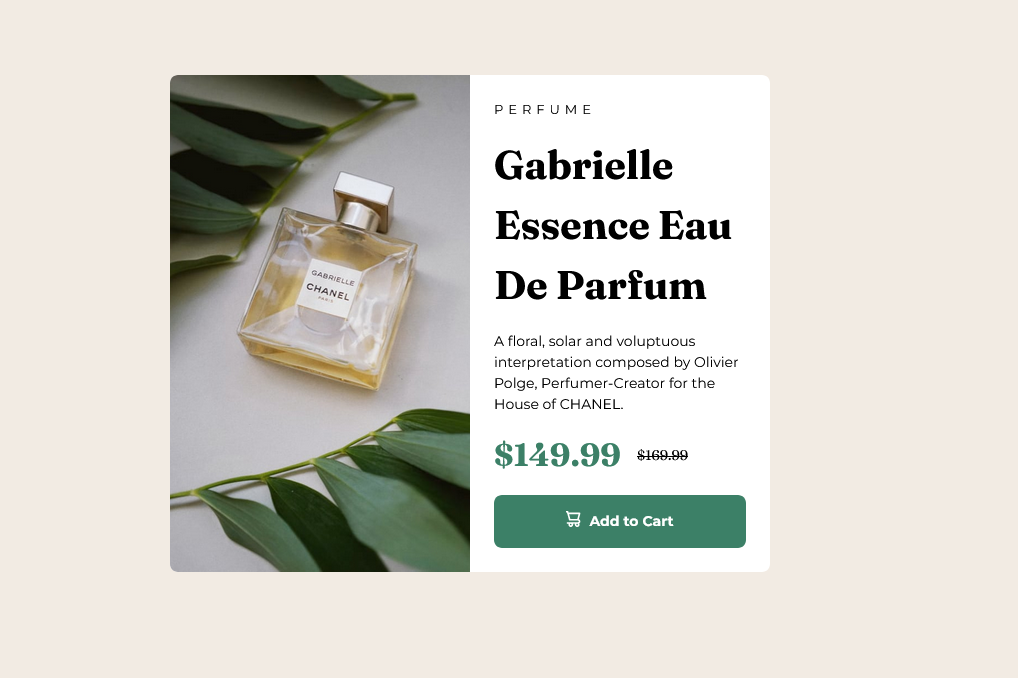 GABRIELLE
CHANEL
PARIS
PERFUME
Gabrielle
Essence Eau
De Parfum
A floral, solar and voluptuous
interpretation composed by Olivier
Polge, Perfumer-Creator for the
House of CHANEL.
$149.99 $169.99
Add to Cart